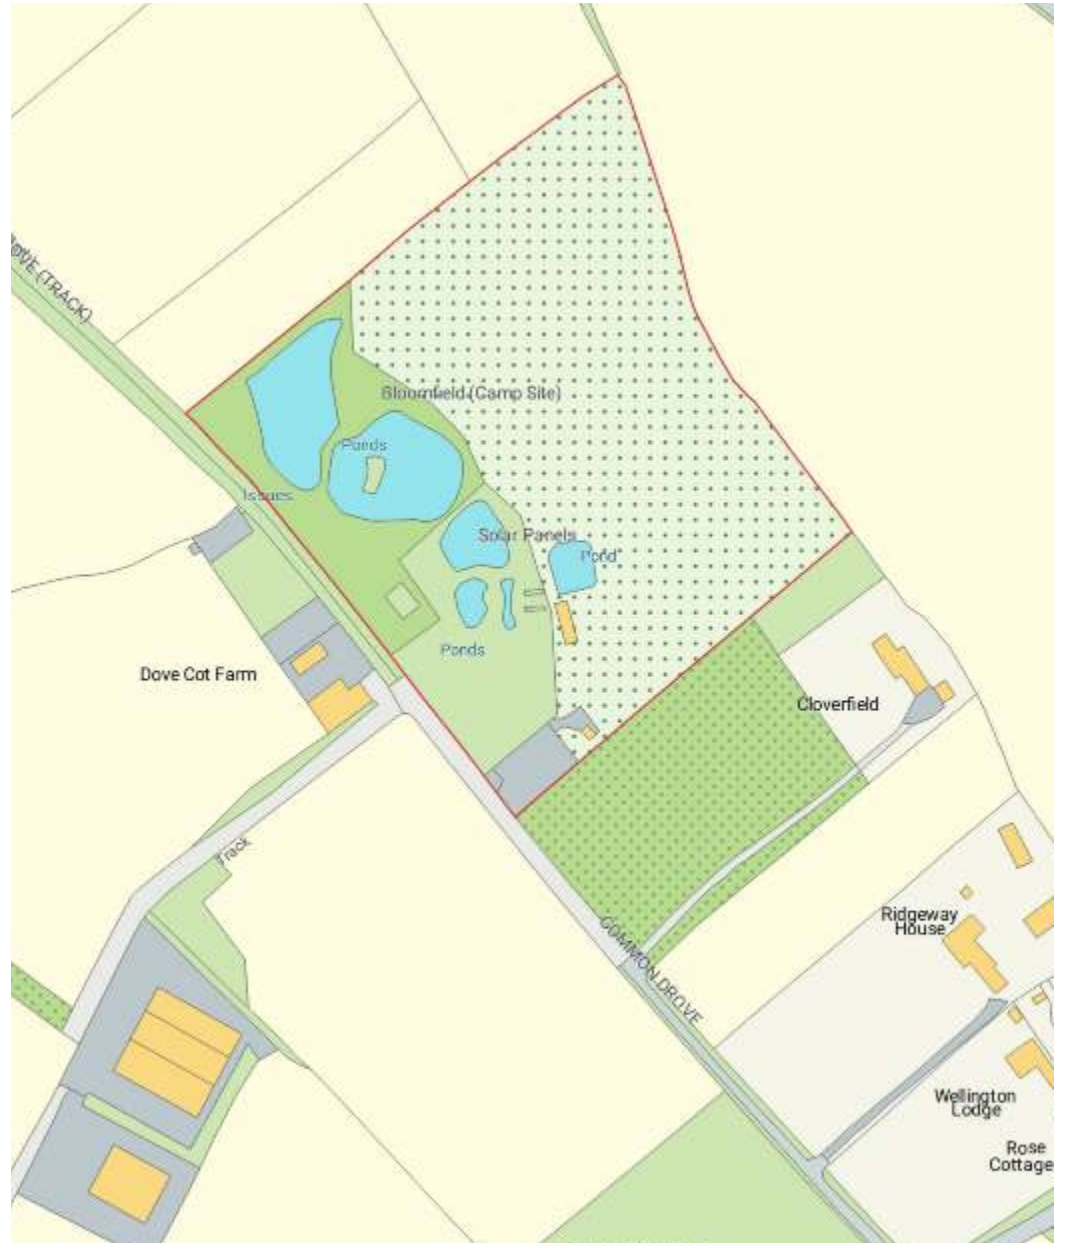 (TRACK)
Bloomfield (Camp Site)
Ponds
Issues
Solar Panels
Pond
Ponds
Dove Cot Farm
Cloverfield
Track
COMMON DROVE
Ridgeway
House
Wellington
Lodge
Rose
Cottage